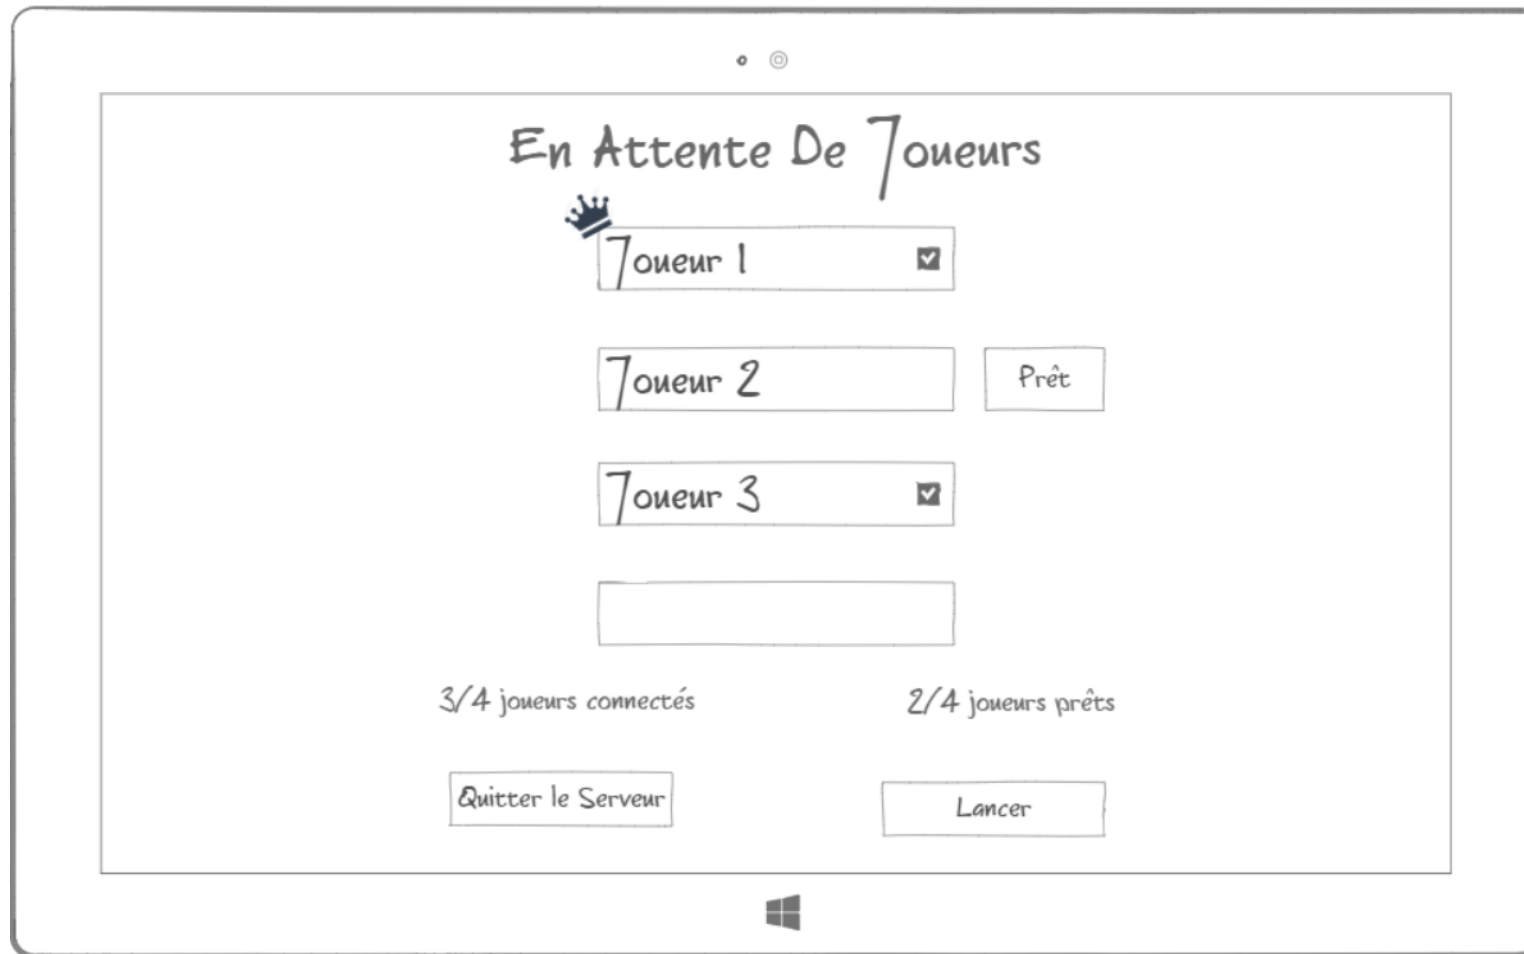 En Attente De Joueurs
Joueur 1
Joueur 2
Prêt
Joueur 3
3/4 joueurs connectés
2/4 joueurs prêts
Quitter le Serveur
Lancer